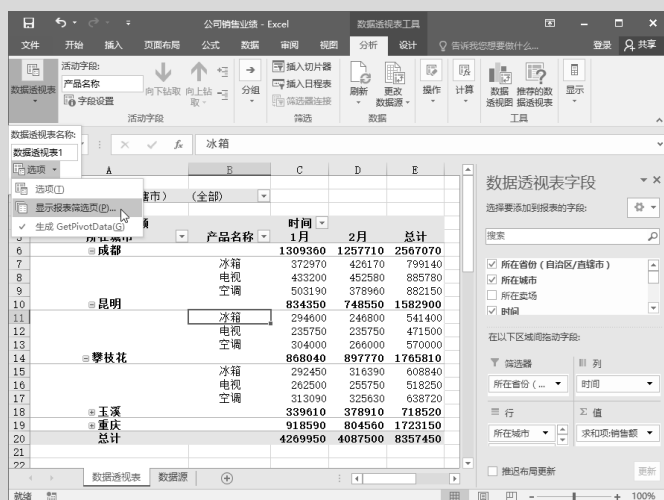 公司销售业绩 - Excel
数据透视表工具
文件 开始 插入 页面布局 公式 数据 审阅 视图 分析 设计 告诉我您想要做什么... 登录 共享
数据透视表
活动字段:
产品名称
字段设置
向下钻取 向上钻取
活动字段
分组
插入切片器
插入日程表
筛选器连接
筛选
刷新 更改数据源
数据
操作 计算
数据透视图 推荐的数据透视表
工具
显示
数据透视表名称:
数据透视表1
选项
选项(T)
显示报表筛选页(P)...
生成 GetPivotData(G)
冰箱
A B C D E
辖市) (全部)
额 时间
所在城市 产品名称 1月 2月 总计
6 成都 1309360 1257710 2567070
7 冰箱 372970 426170 799140
8 电视 433200 452580 885780
9 空调 503190 378960 882150
10 昆明 834350 748550 1582900
11 冰箱 294600 246800 541400
12 电视 235750 235750 471500
13 空调 304000 266000 570000
14 攀枝花 868040 897770 1765810
15 冰箱 292450 316390 608840
16 电视 262500 255750 518250
17 空调 313090 325630 638720
18 玉溪 339610 378910 718520
19 重庆 918590 804560 1723150
20 总计 4269950 4087500 8357450
21
22
数据透视表 数据源
就绪
100%
数据透视表字段
选择要添加到报表的字段:
搜索
所在省份(自治区/直辖市)
所在城市
所在卖场
时间
在以下区域间拖动字段:
筛选器 列
所在省份(... 时间
行 Σ 值
所在城市 求和项:销售额
推迟布局更新 更新